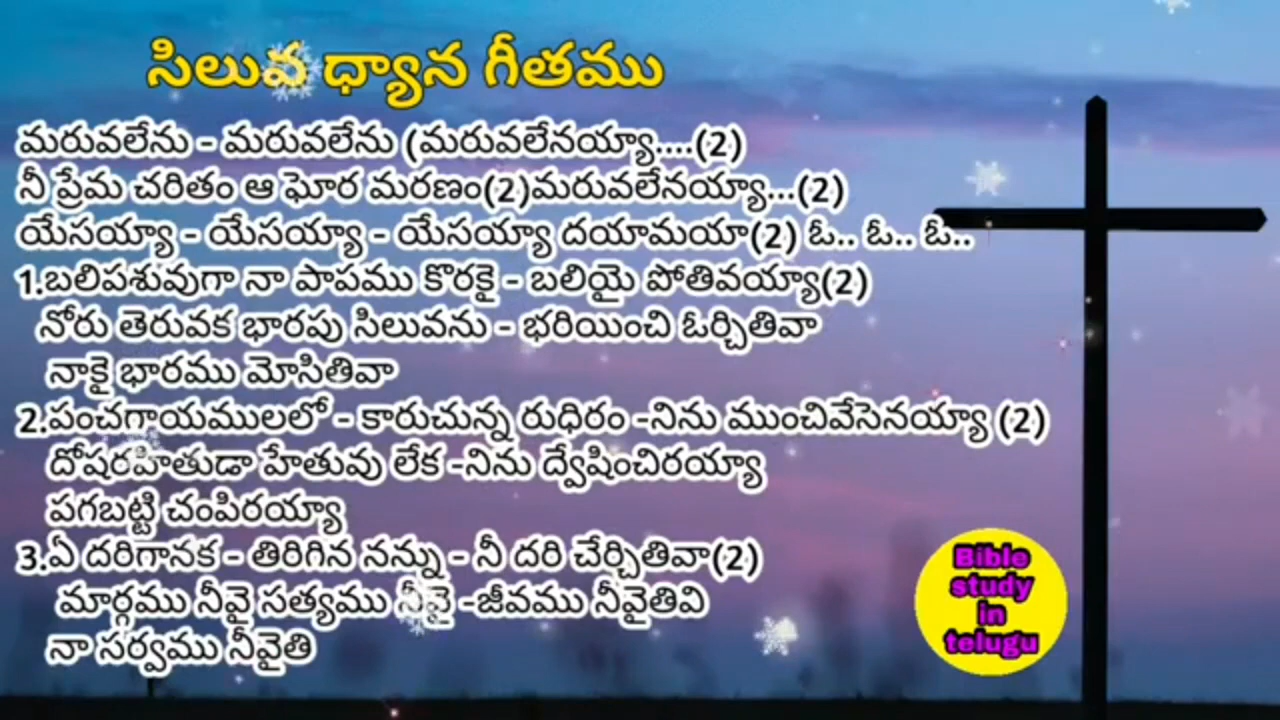 సిలువ ధ్యాన గీతము
మరువలేను - మరువలేను (మరువలేనయ్యా....(2)
నీ ప్రేమ చరితం ఆ ఘోర మరణం(2)మరువలేనయ్యా...(2)
యేసయ్యా - యేసయ్యా - యేసయ్యా దయామయా(2) ఓ.. ఓ.. ఓ..
1.బలిపశువుగా నా పాపము కొరకై - బలియై పోతివయ్యా(2)
నోరు తెరువక భారపు సిలువను - భరియించి ఓర్చితివా
నాకై భారము మోసితివా
2.పంచగాయములలో - కారుచున్న రుధిరం -నిను ముంచివేసెనయ్యా (2)
దోషరహితుడా హేతువు లేక -నిను ద్వేషించిరయ్యా
పగబట్టి చంపిరయ్యా
3.ఏ దరిగానక - తిరిగిన నన్ను - నీ దరి చేర్చితివా(2)
మార్గము నీవై సత్యము నీవై -జీవము నీవైతివి
నా సర్వము నీవైతి
Bible
study
in
telugu